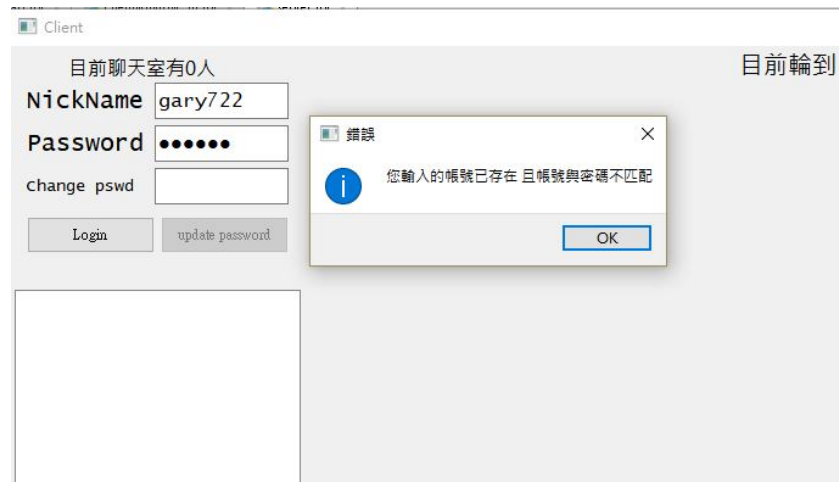 Client
目前聊天室有0人
目前輪到
NickName gary722
Password ●●●●●●
Change pswd
Login update password
錯誤
您輸入的帳號已存在 且帳號與密碼不匹配
OK